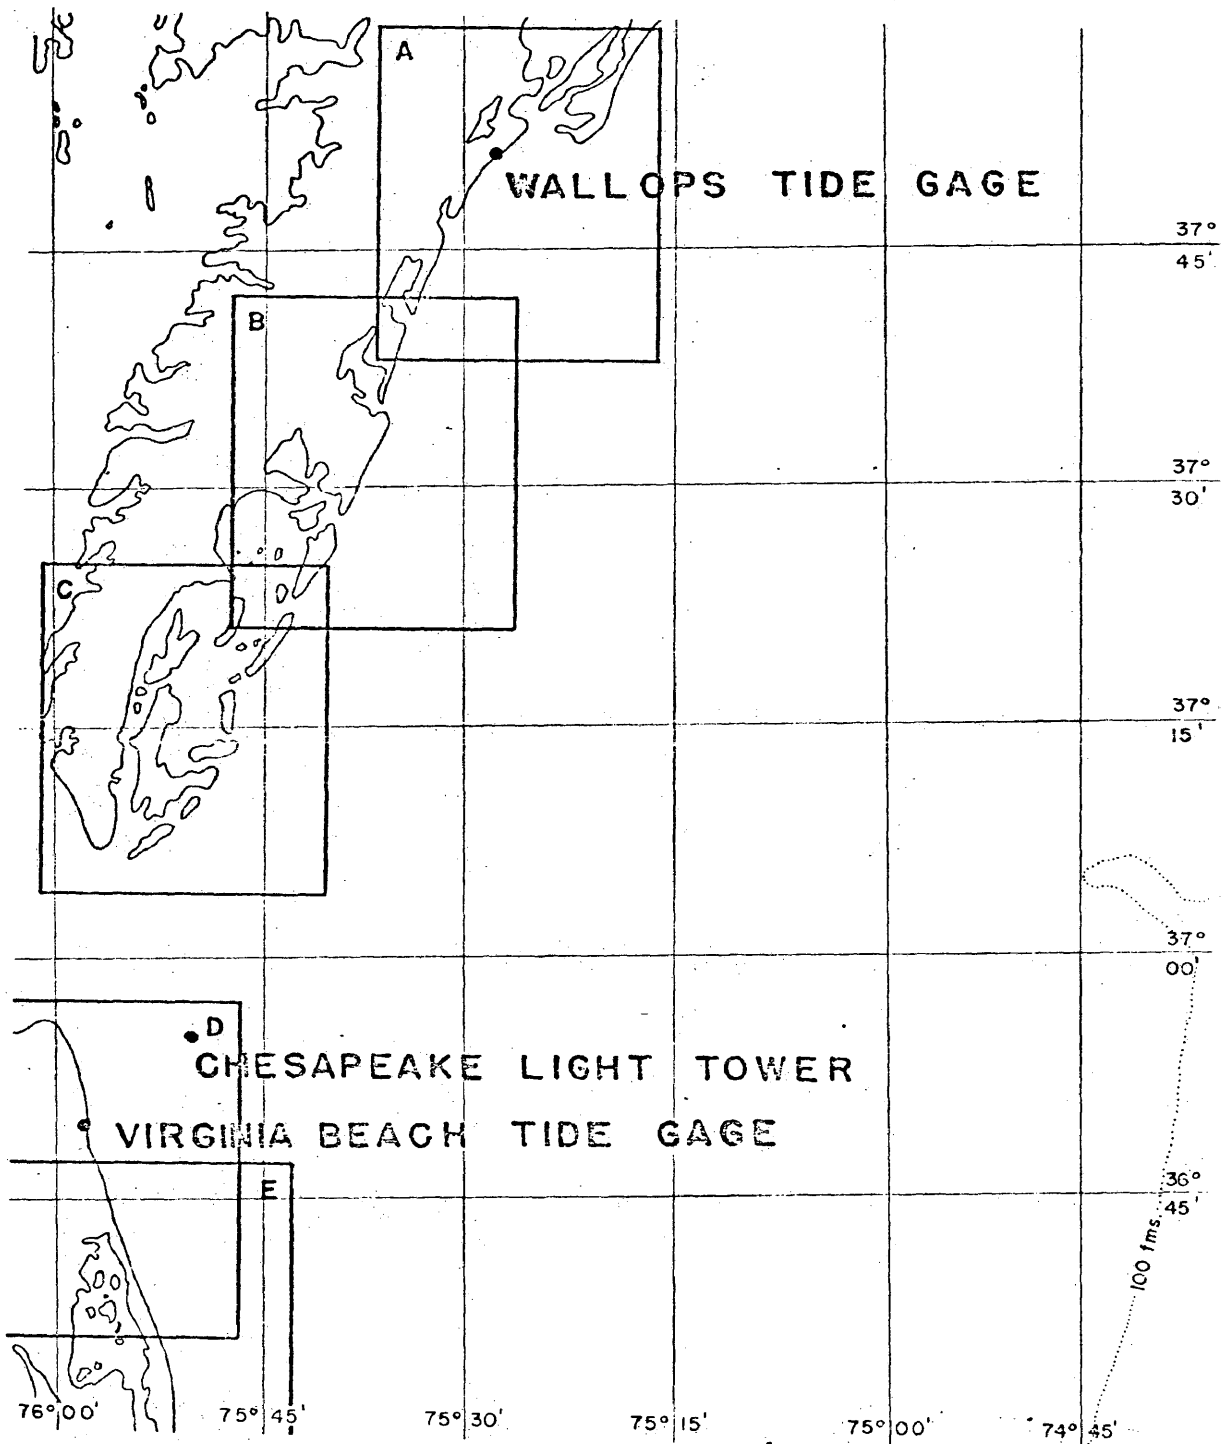 A
WALLOPS TIDE GAGE
37°
45'
B
37°
30'
C
37°
15'
37°
00'
D
CHESAPEAKE LIGHT TOWER
VIRGINIA BEACH TIDE GAGE
E
36°
45'
100 fms.
76°00' 75°45' 75°30' 75°15' 75°00' 74°45'